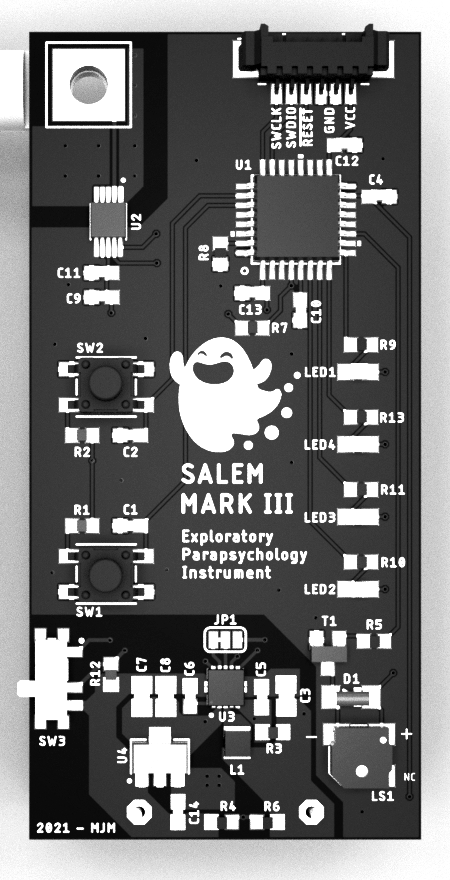 SWCLK
SWDIO
RESET
GND
VCC
C12
U1
C4
U2
R8
C11
C9
C13
C10
R7
SW2
R9
LED1
R2
C2
R13
LED4
SALEM
MARK III
R11
LED3
R1
C1
Exploratory
Parapsychology
Instrument
R10
LED2
SW1
JP1
T1
R5
R12
C7
C8
C6
C5
C3
D1
U3
SW3
U4
L1
R3
- +
NC
LS1
C14
R4
R6
2021 - MJM